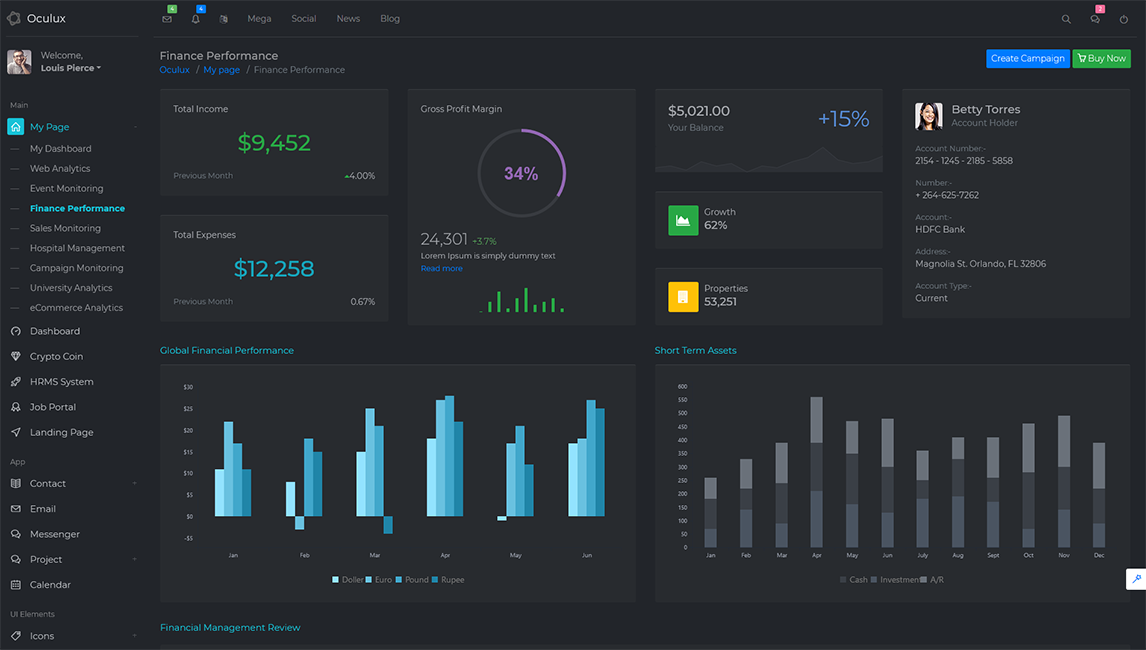 Oculux
4
4
Mega
Social
News
Blog
2
Welcome,
Louis Pierce
Main
My Page
My Dashboard
Web Analytics
Event Monitoring
Finance Performance
Sales Monitoring
Hospital Management
Campaign Monitoring
University Analytics
eCommerce Analytics
Dashboard
Crypto Coin
HRMS System
Job Portal
Landing Page
App
Contact
Email
Messenger
Project
Calendar
UI Elements
Icons
Finance Performance
Oculux / My page / Finance Performance
Create Campaign
Buy Now
Total Income
$9,452
Previous Month 4.00%
Total Expenses
$12,258
Previous Month 0.67%
Gross Profit Margin
34%
24,301 +3.7%
Lorem Ipsum is simply dummy text
Read more
$5,021.00
Your Balance
+15%
Growth
62%
Properties
53,251
Betty Torres
Account Holder
Account Number:-
2154 - 1245 - 2185 - 5858
Number:-
+ 264-625-7262
Account:-
HDFC Bank
Address:-
Magnolia St. Orlando, FL 32806
Account Type:-
Current
Global Financial Performance
$30
$25
$20
$15
$10
$5
$0
-$5
Jan Feb Mar Apr May Jun
Doller Euro Pound Rupee
Short Term Assets
600
550
500
450
400
350
300
250
200
150
100
50
0
Jan Feb Mar Apr May Jun July Aug Sept Oct Nov Dec
Cash Investment A/R
Financial Management Review